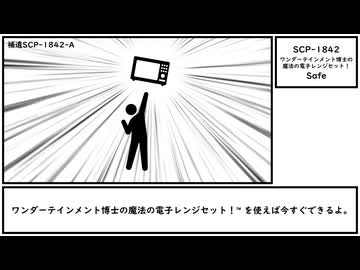 補遺SCP-1842-A
SCP-1842
ワンダーテインメント博士の
魔法の電子レンジセット!
Safe
ワンダーテインメント博士の魔法の電子レンジセット!™ を使えば今すぐできるよ。